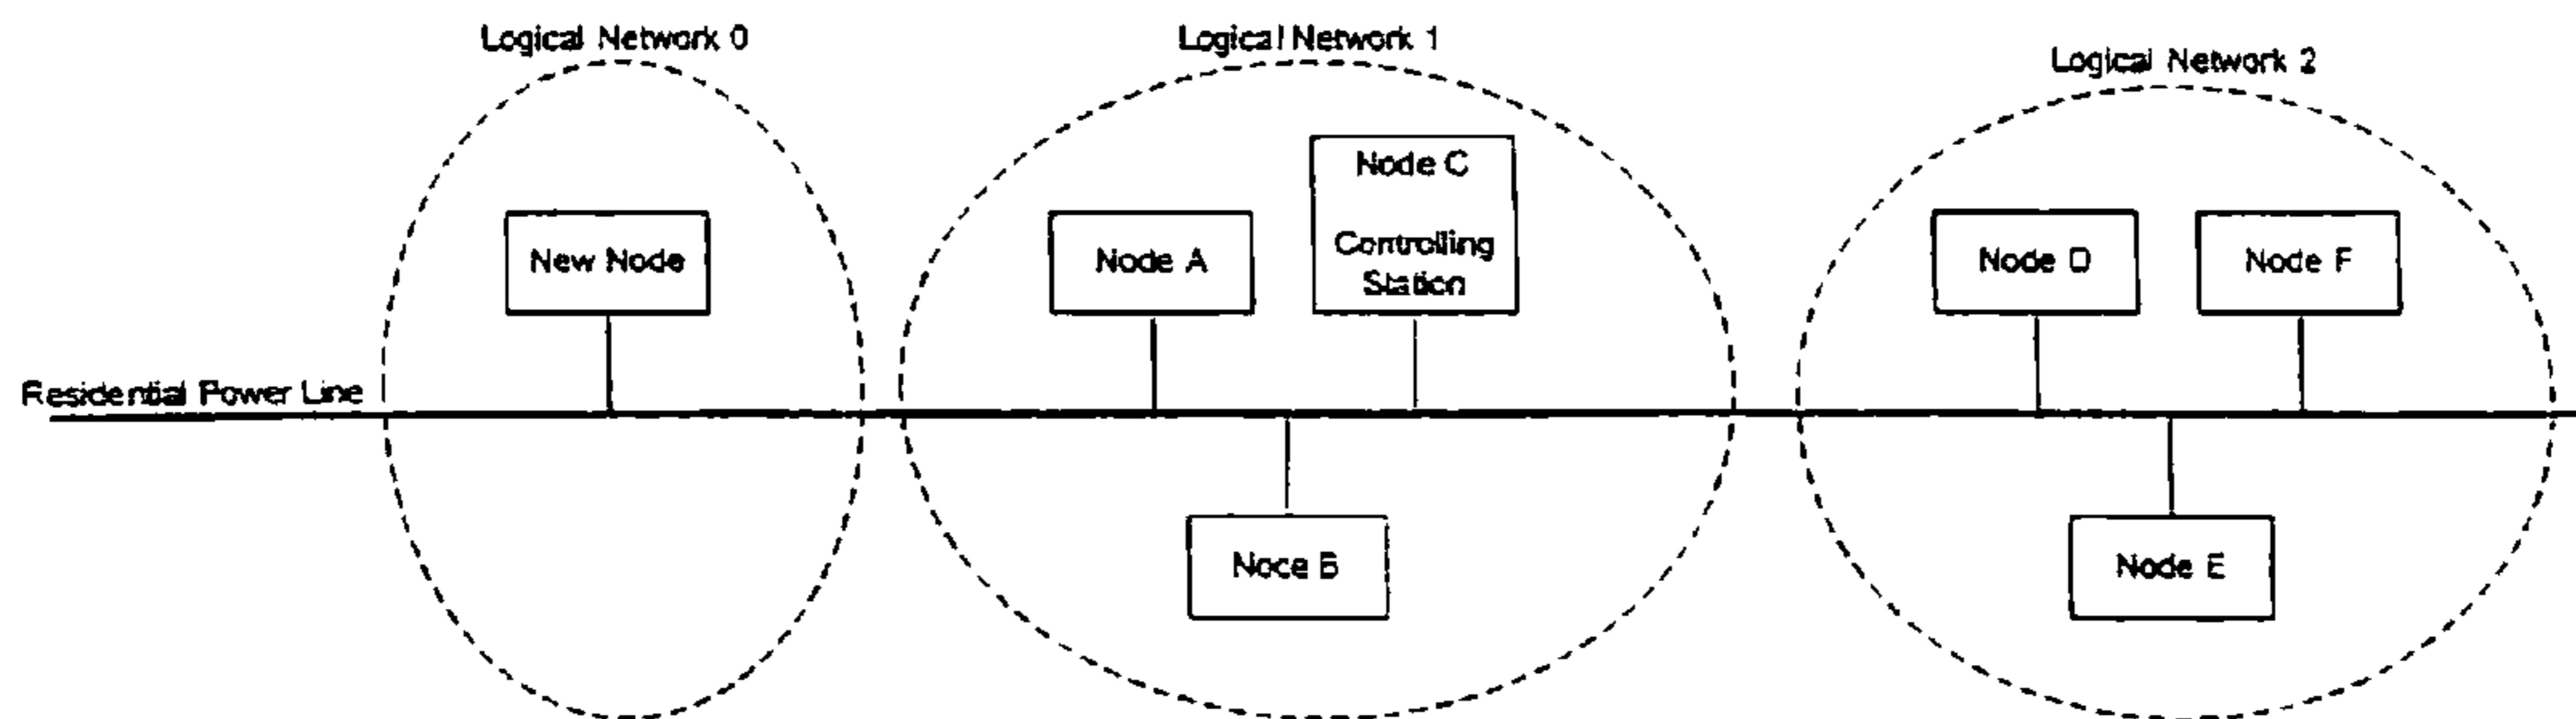 Logical Network 0
Logical Network 1
Logical Network 2
New Node
Node A
Node C
Controlling
Station
Node D
Node F
Residential Power Line
Node B
Node E